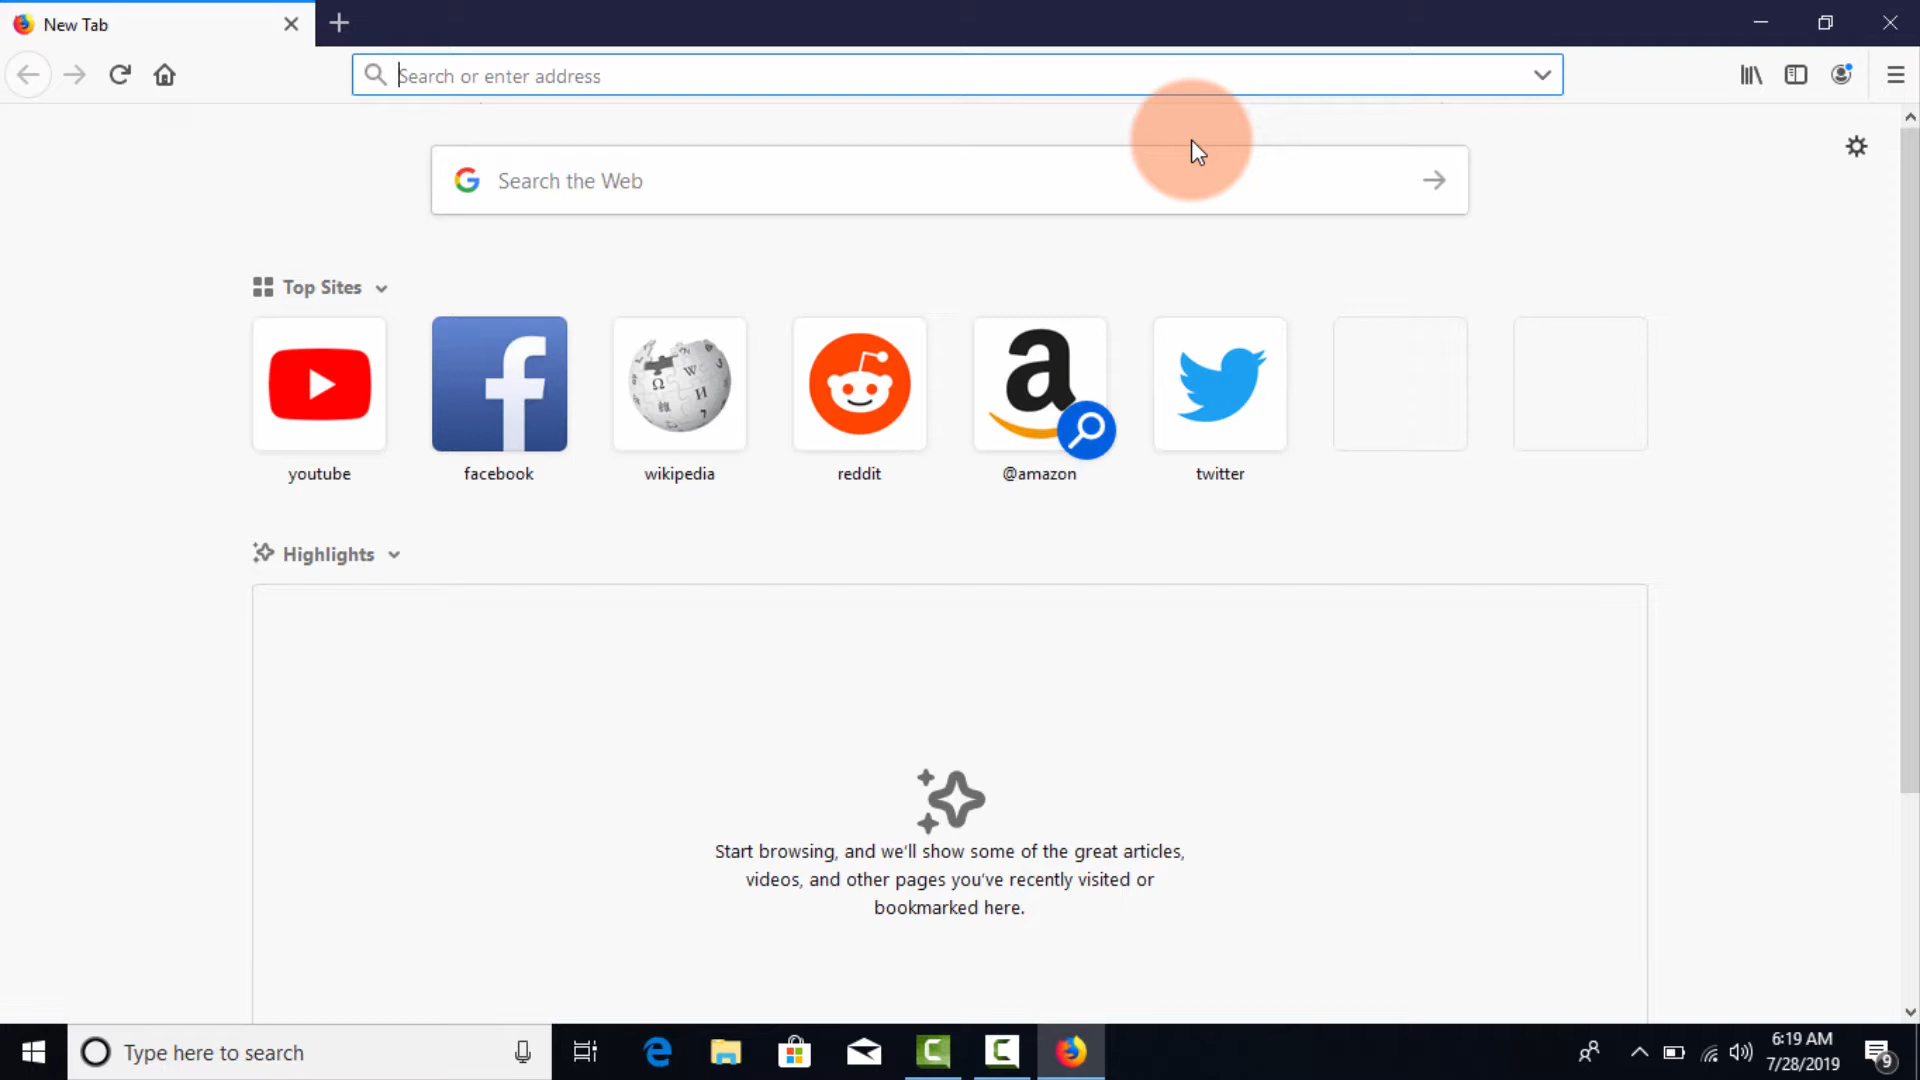 New Tab
Search or enter address
Search the Web
Top Sites
youtube
facebook
wikipedia
reddit
@amazon
twitter
Highlights
Start browsing, and we'll show some of the great articles,
videos, and other pages you've recently visited or
bookmarked here.
Type here to search
6:19 AM
7/28/2019
9